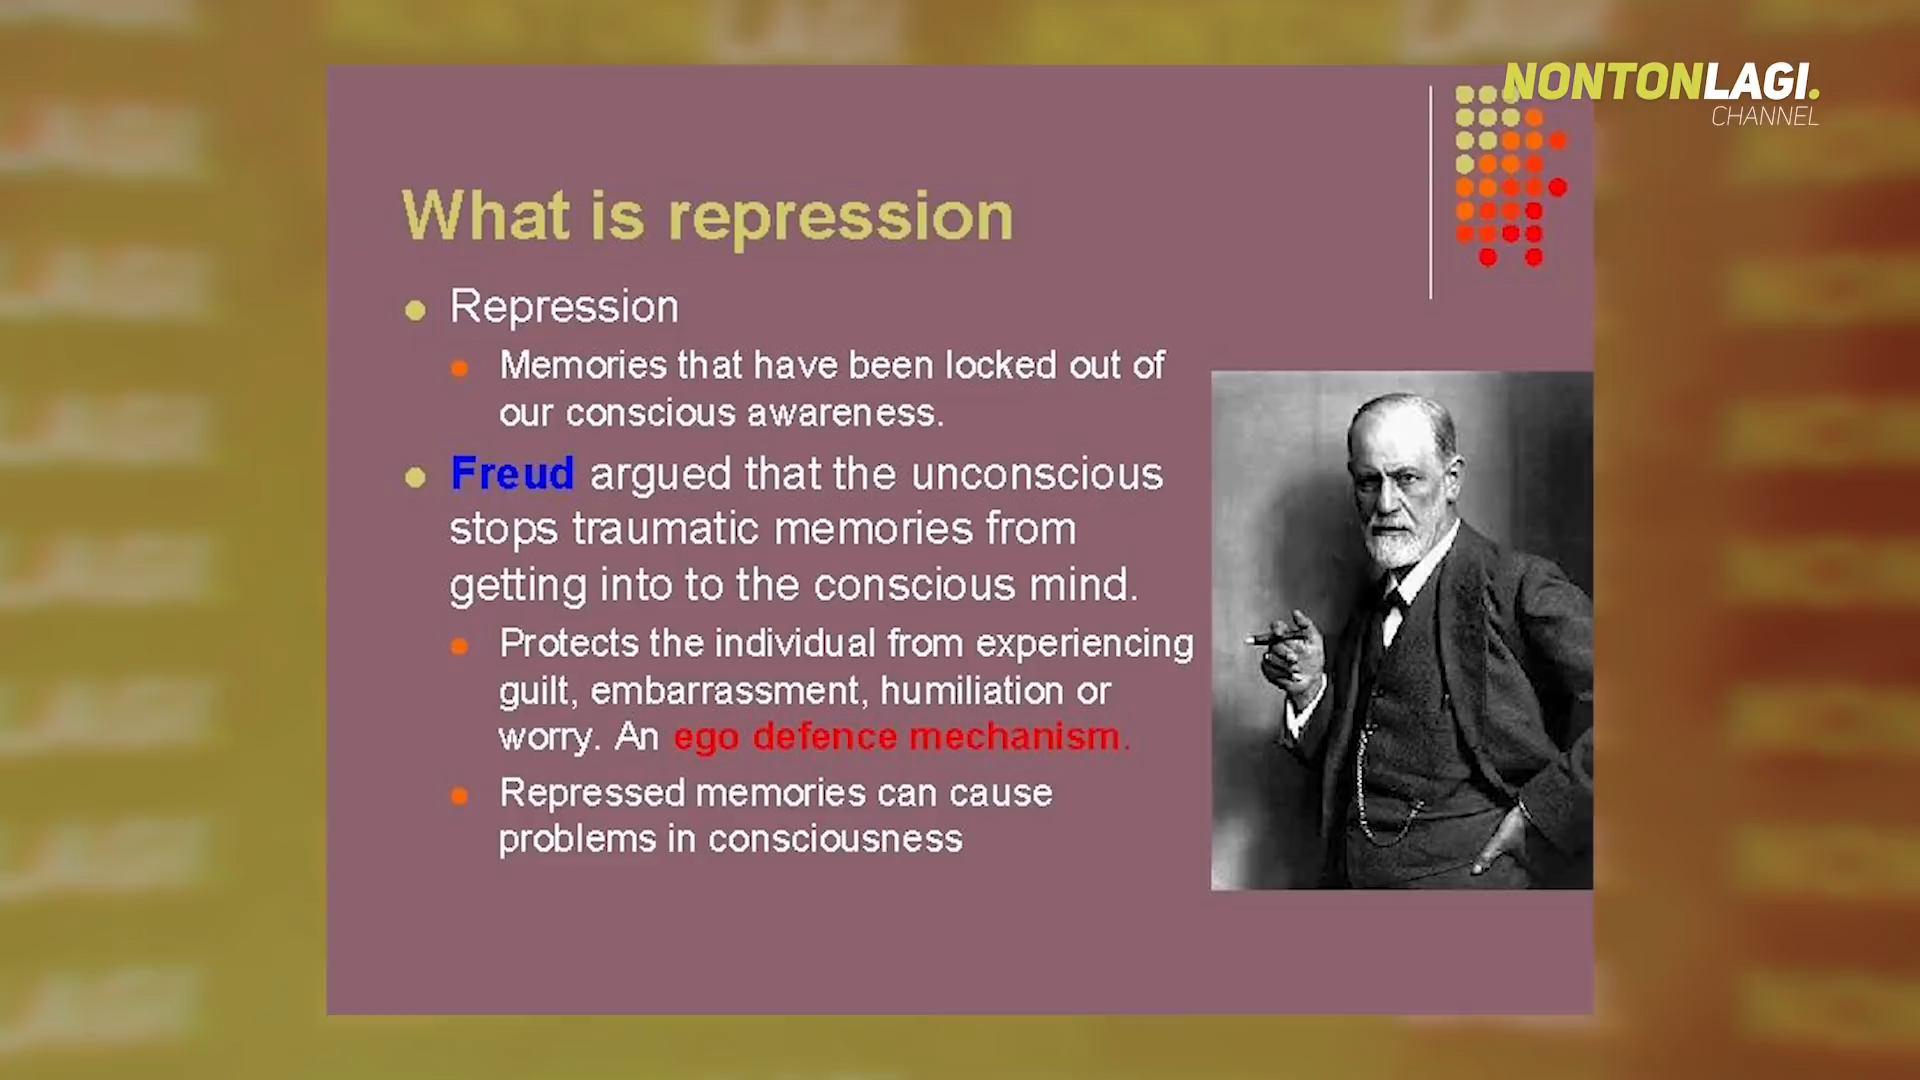 NONTONLAGI.
CHANNEL
What is repression
Repression
Memories that have been locked out of
our conscious awareness.
Freud argued that the unconscious
stops traumatic memories from
getting into to the conscious mind.
Protects the individual from experiencing
guilt, embarrassment, humiliation or
worry. An ego defence mechanism.
Repressed memories can cause
problems in consciousness